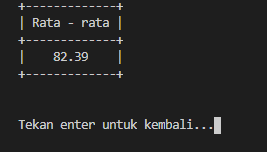 +-------------+
| Rata - rata |
+-------------+
|    82.39    |
+-------------+
Tekan enter untuk kembali...